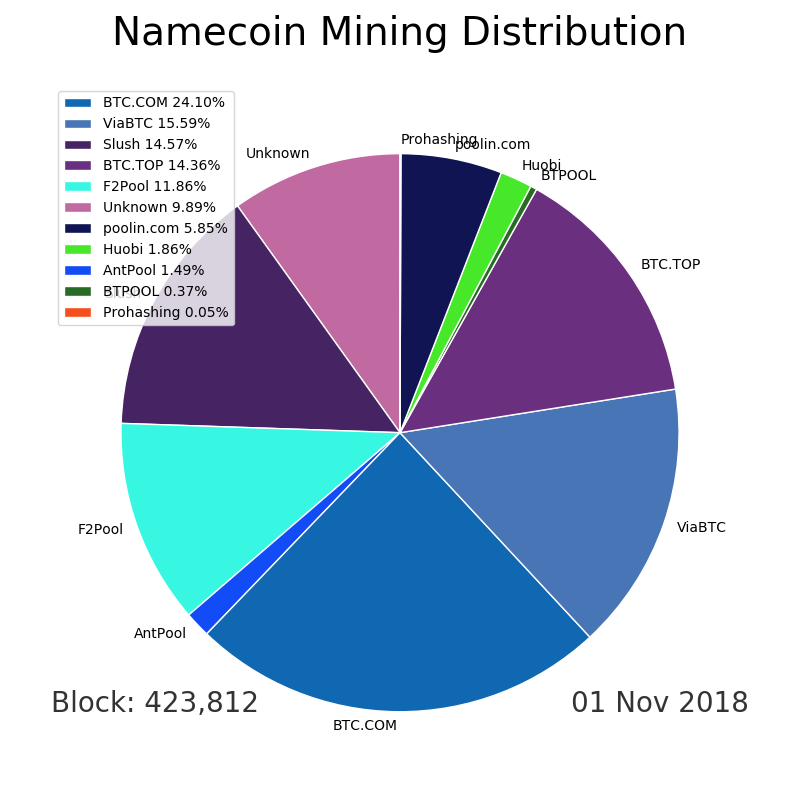 Namecoin Mining Distribution
BTC.COM 24.10%
ViaBTC 15.59%
Slush 14.57%
BTC.TOP 14.36%
F2Pool 11.86%
Unknown 9.89%
poolin.com 5.85%
Huobi 1.86%
AntPool 1.49%
BTPOOL 0.37%
Prohashing 0.05%
Unknown
Prohashing
poolin.com
Huobi
BTPOOL
BTC.TOP
ViaBTC
F2Pool
AntPool
BTC.COM
Block: 423,812
01 Nov 2018